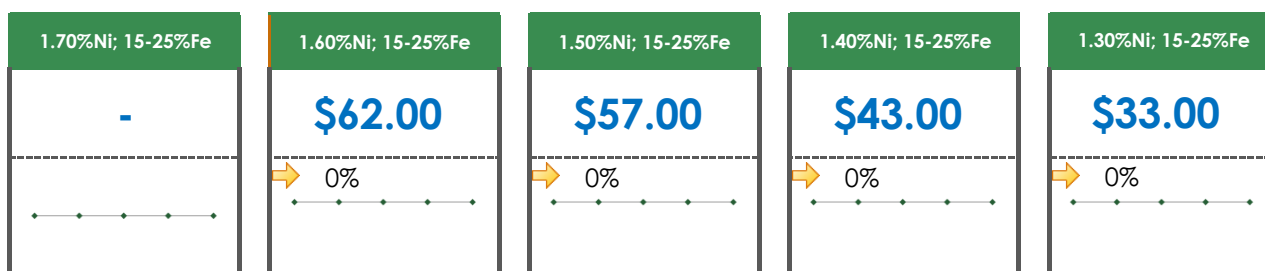 1.70%Ni; 15-25%Fe
1.60%Ni; 15-25%Fe
1.50%Ni; 15-25%Fe
1.40%Ni; 15-25%Fe
1.30%Ni; 15-25%Fe
-
$62.00
$57.00
$43.00
$33.00
0%
0%
0%
0%